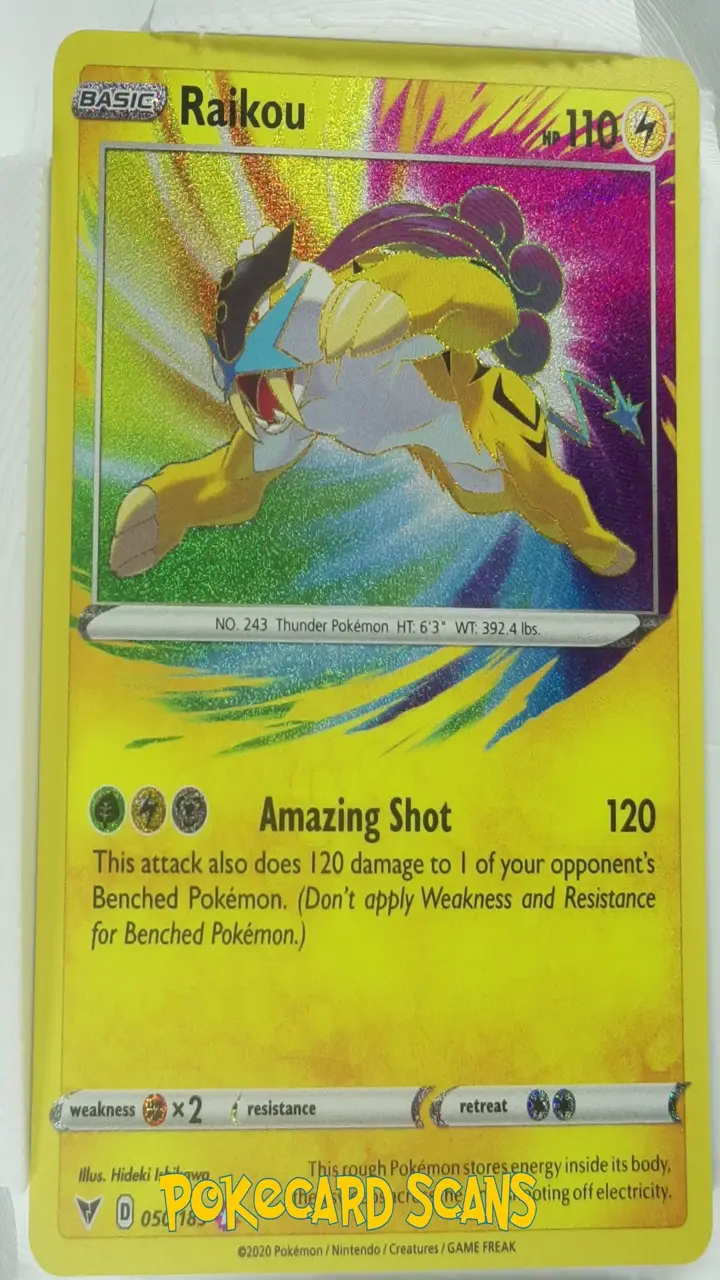 BASIC Raikou HP 110
NO. 243 Thunder Pokémon HT: 6'3" WT: 392.4 lbs.
Amazing Shot 120
This attack also does 120 damage to 1 of your opponent's
Benched Pokémon. (Don't apply Weakness and Resistance
for Benched Pokémon.)
weakness ×2 resistance retreat
Illus. Hideki
This rough Pokémon stores energy inside its body,
off electricity.
D 050
POKECARD SCANS
©2020 Pokémon / Nintendo / Creatures / GAME FREAK